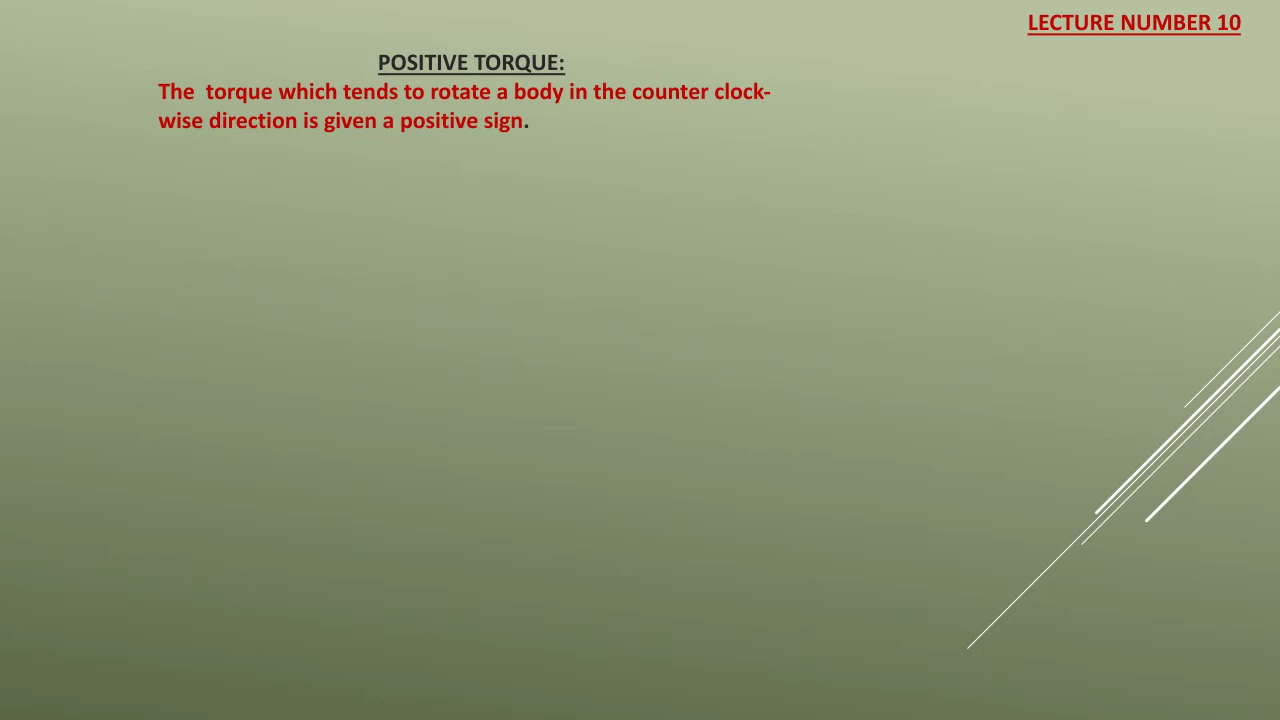 LECTURE NUMBER 10
POSITIVE TORQUE:
The  torque which tends to rotate a body in the counter clock-
wise direction is given a positive sign.